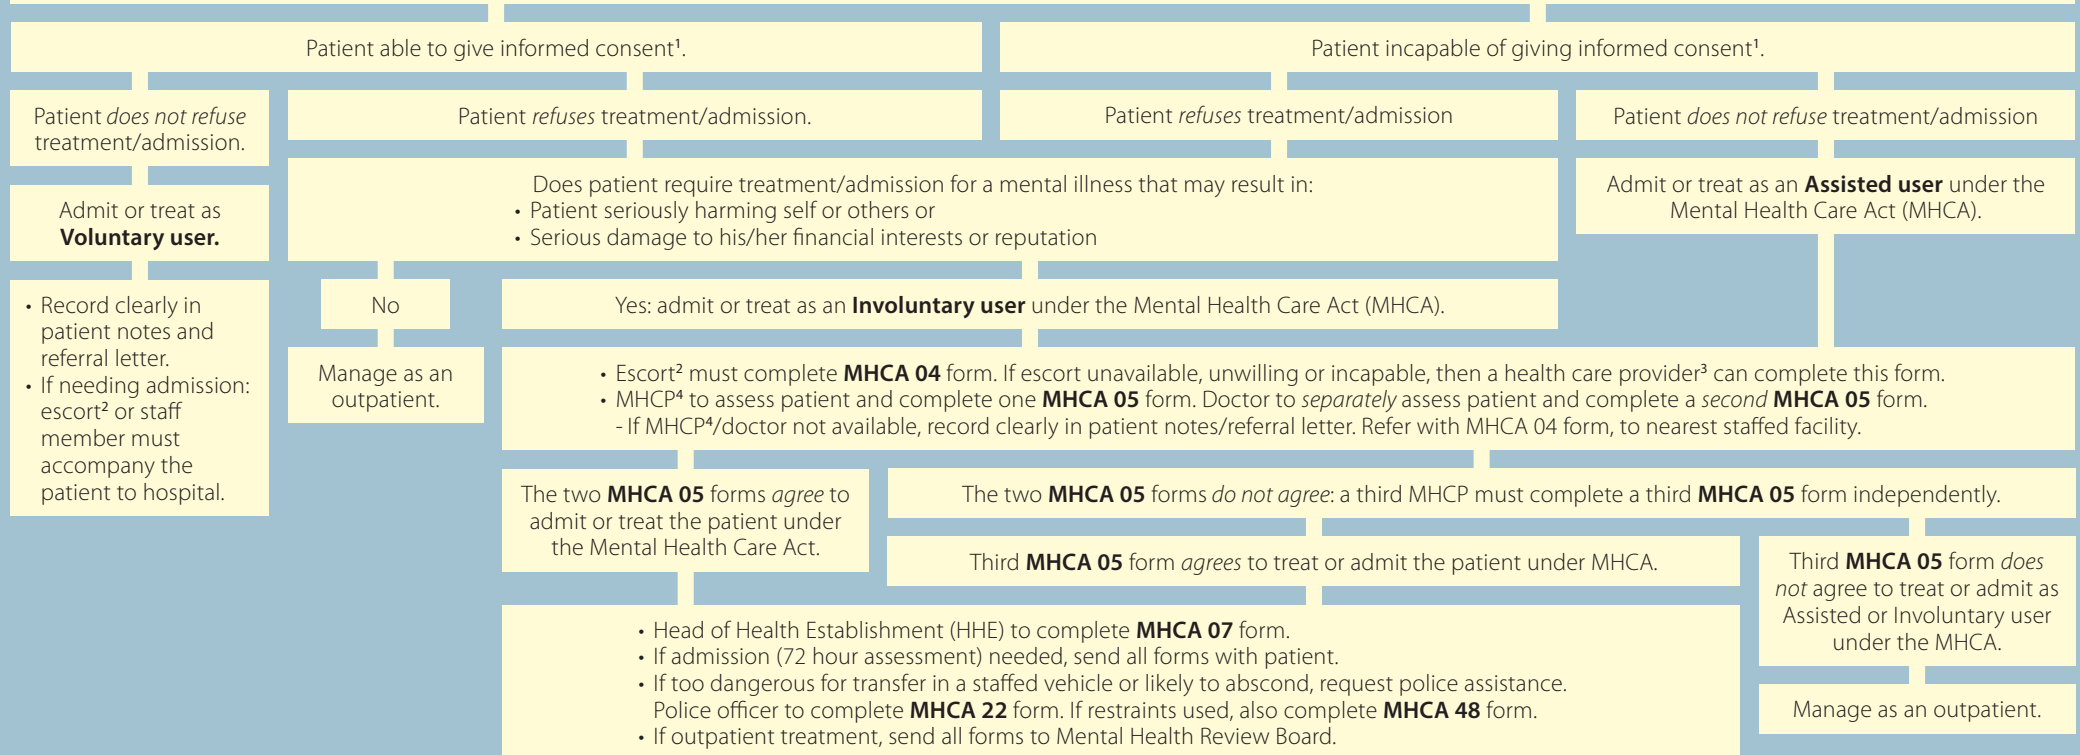 Patient able to give informed consent¹.
Patient incapable of giving informed consent¹.
Patient does not refuse
treatment/admission.
Patient refuses treatment/admission.
Patient refuses treatment/admission
Patient does not refuse treatment/admission
Admit or treat as
Voluntary user.
Does patient require treatment/admission for a mental illness that may result in:
• Patient seriously harming self or others or
• Serious damage to his/her financial interests or reputation
Admit or treat as an Assisted user under the
Mental Health Care Act (MHCA).
• Record clearly in
patient notes and
referral letter.
• If needing admission:
escort² or staff
member must
accompany the
patient to hospital.
No
Yes: admit or treat as an Involuntary user under the Mental Health Care Act (MHCA).
Manage as an
outpatient.
• Escort² must complete MHCA 04 form. If escort unavailable, unwilling or incapable, then a health care provider³ can complete this form.
• MHCP⁴ to assess patient and complete one MHCA 05 form. Doctor to separately assess patient and complete a second MHCA 05 form.
- If MHCP⁴/doctor not available, record clearly in patient notes/referral letter. Refer with MHCA 04 form, to nearest staffed facility.
The two MHCA 05 forms agree to
admit or treat the patient under
the Mental Health Care Act.
The two MHCA 05 forms do not agree: a third MHCP must complete a third MHCA 05 form independently.
Third MHCA 05 form agrees to treat or admit the patient under MHCA.
Third MHCA 05 form does
not agree to treat or admit as
Assisted or Involuntary user
under the MHCA.
• Head of Health Establishment (HHE) to complete MHCA 07 form.
• If admission (72 hour assessment) needed, send all forms with patient.
• If too dangerous for transfer in a staffed vehicle or likely to abscond, request police assistance.
Police officer to complete MHCA 22 form. If restraints used, also complete MHCA 48 form.
• If outpatient treatment, send all forms to Mental Health Review Board.
Manage as an outpatient.